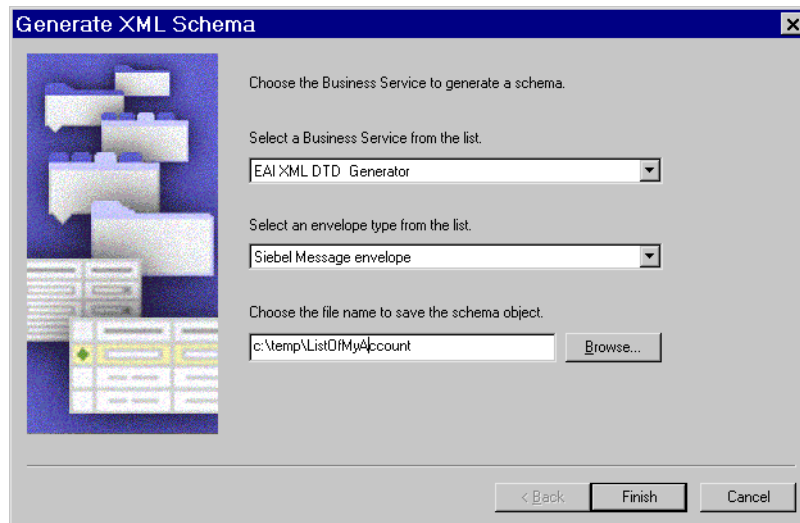 Generate XML Schema
Choose the Business Service to generate a schema.
Select a Business Service from the list.
EAI XML DTD  Generator
Select an envelope type from the list.
Siebel Message envelope
Choose the file name to save the schema object.
c:\temp\ListOfMyAccount
Browse...
< Back
Finish
Cancel